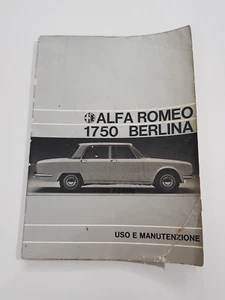 ALFA ROMEO
1750 BERLINA
USO E MANUTENZIONE